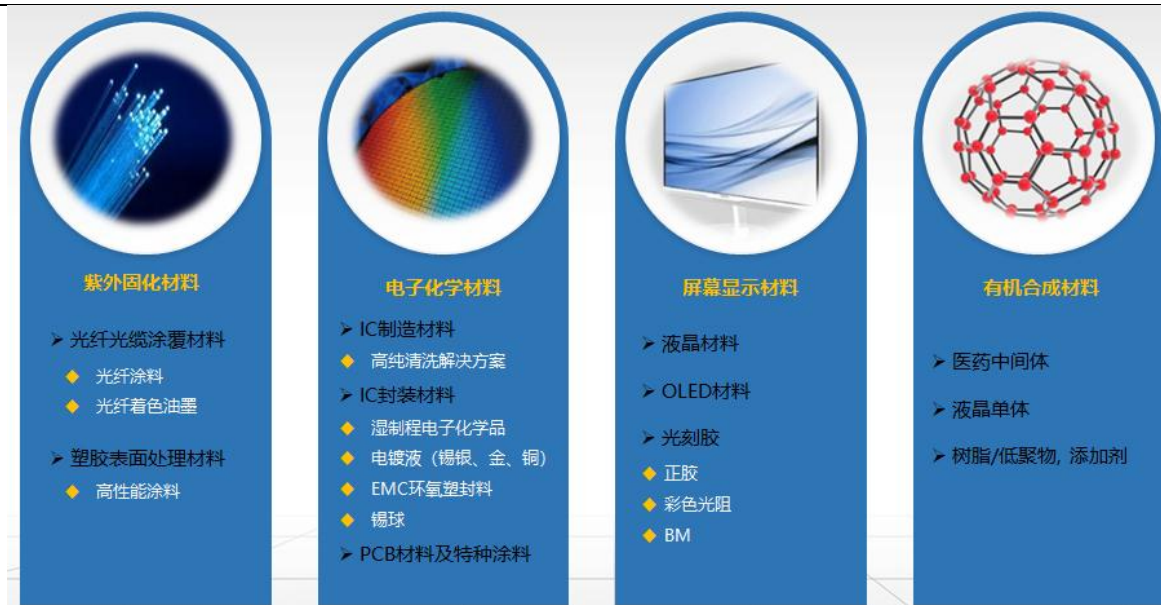 紫外固化材料
光纤光缆涂覆材料
光纤涂料
光纤着色油墨
塑胶表面处理材料
高性能涂料
电子化学材料
IC制造材料
高纯清洗解决方案
IC封装材料
湿制程电子化学品
电镀液（锡银、金、铜）
EMC环氧塑封料
锡球
PCB材料及特种涂料
屏幕显示材料
液晶材料
OLED材料
光刻胶
正胶
彩色光阻
BM
有机合成材料
医药中间体
液晶单体
树脂/低聚物, 添加剂